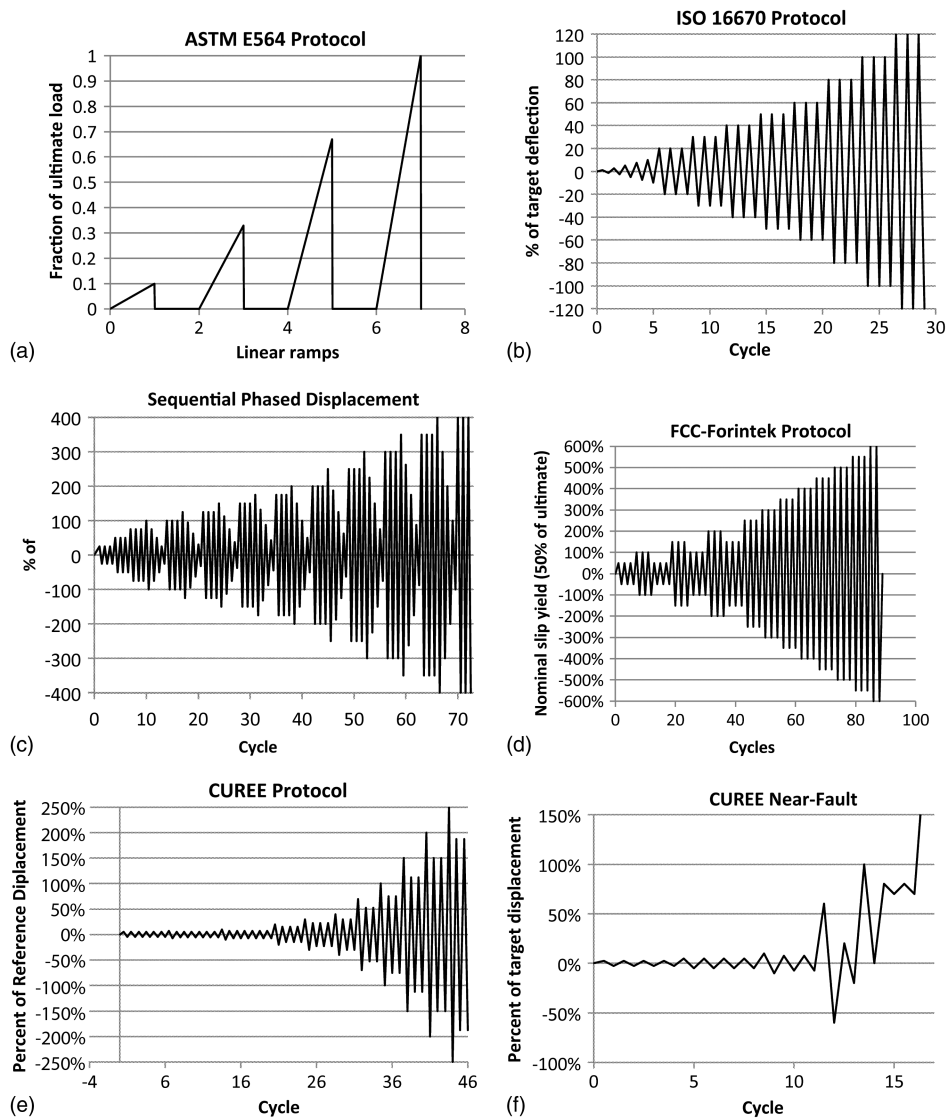 ASTM E564 Protocol
Fraction of ultimate load
1
0.9
0.8
0.7
0.6
0.5
0.4
0.3
0.2
0.1
0
0 2 4 6 8
Linear ramps
(a)
ISO 16670 Protocol
% of target deflection
120
100
80
60
40
20
0
-20
-40
-60
-80
-100
-120
0 5 10 15 20 25 30
Cycle
(b)
Sequential Phased Displacement
% of
400
300
200
100
0
-100
-200
-300
-400
0 10 20 30 40 50 60 70
Cycle
(c)
FCC-Forintek Protocol
Nominal slip yield (50% of ultimate)
600%
500%
400%
300%
200%
100%
0%
-100%
-200%
-300%
-400%
-500%
-600%
0 20 40 60 80 100
Cycles
(d)
CUREE Protocol
Percent of Reference Diplacement
250%
200%
150%
100%
50%
0%
-50%
-100%
-150%
-200%
-250%
-4 6 16 26 36 46
Cycle
(e)
CUREE Near-Fault
Percent of target displacement
150%
100%
50%
0%
-50%
-100%
0 5 10 15
Cycle
(f)